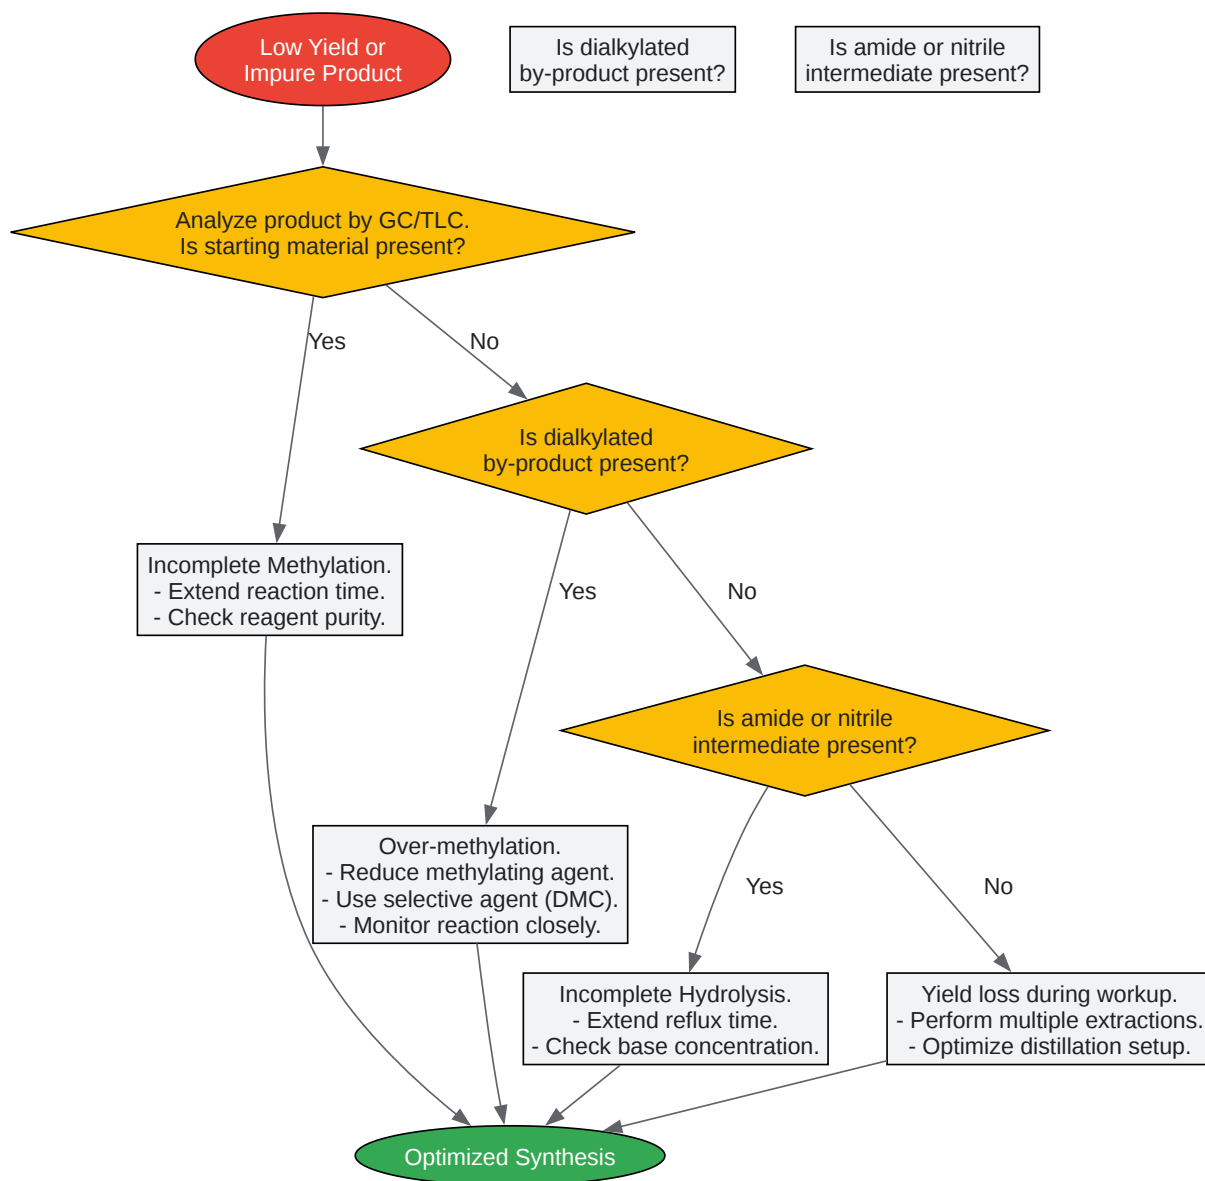 Low Yield or
Impure Product
Is dialkylated
by-product present?
Is amide or nitrile
intermediate present?
Analyze product by GC/TLC.
Is starting material present?
Yes
No
Is dialkylated
by-product present?
Incomplete Methylation.
- Extend reaction time.
- Check reagent purity.
Yes
No
Is amide or nitrile
intermediate present?
Over-methylation.
- Reduce methylating agent.
- Use selective agent (DMC).
- Monitor reaction closely.
Yes
No
Incomplete Hydrolysis.
- Extend reflux time.
- Check base concentration.
Yield loss during workup.
- Perform multiple extractions.
- Optimize distillation setup.
Optimized Synthesis